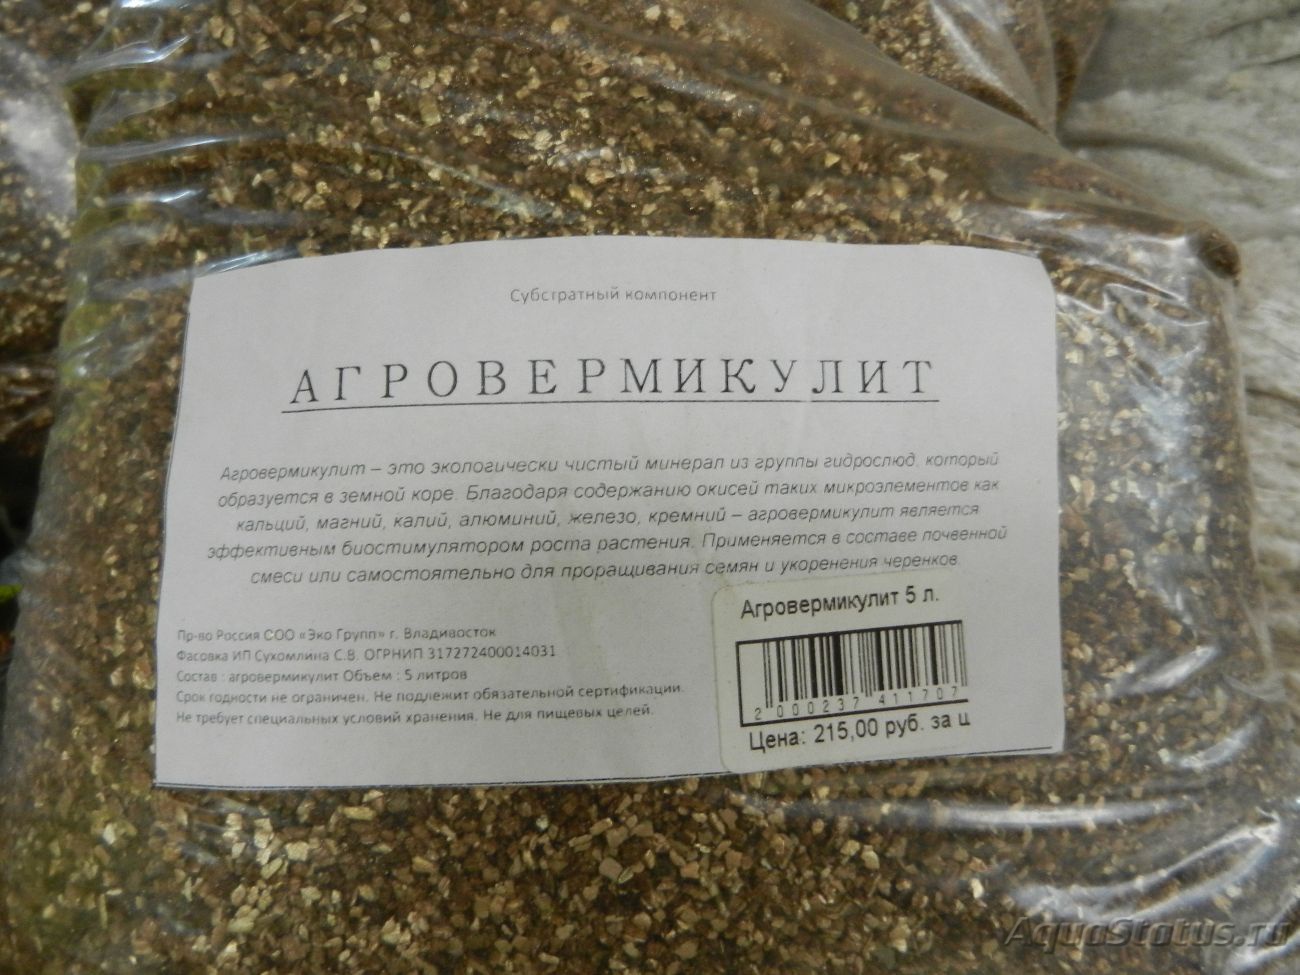 Субстратный компонент
АГРОВЕРМИКУЛИТ
Агровермикулит – это экологически чистый минерал из группы гидрослюд, который
образуется в земной коре. Благодаря содержанию окисей таких микроэлементов как
кальций, магний, калий, алюминий, железо, кремний – агровермикулит является
эффективным биостимулятором роста растения. Применяется в составе почвенной
смеси или самостоятельно для проращивания семян и укоренения черенков.
Пр-во Россия СОО «Эко Групп» г. Владивосток
Фасовка ИП Сухомлина С.В. ОГРНИП 317272400014031
Состав : агровермикулит Объем : 5 литров
Срок годности не ограничен. Не подлежит обязательной сертификации.
Не требует специальных условий хранения. Не для пищевых целей.
Агровермикулит 5 л.
2 000237 411707
Цена: 215,00 руб. за ц
AquaStatus.ru